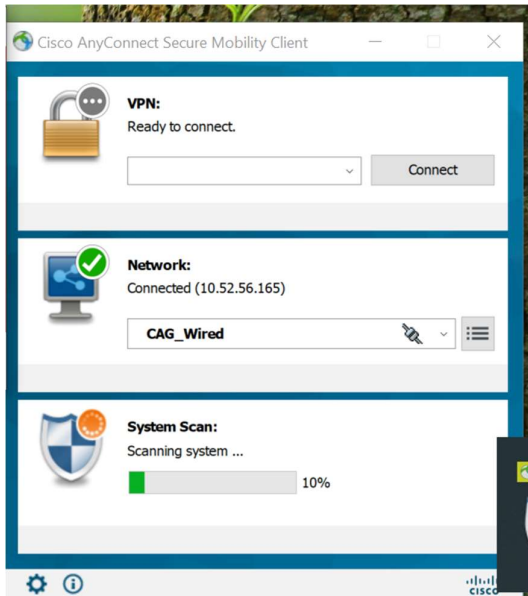 Cisco AnyConnect Secure Mobility Client
VPN:
Ready to connect.
Connect
Network:
Connected (10.52.56.165)
CAG_Wired
System Scan:
Scanning system ...
10%
cisco